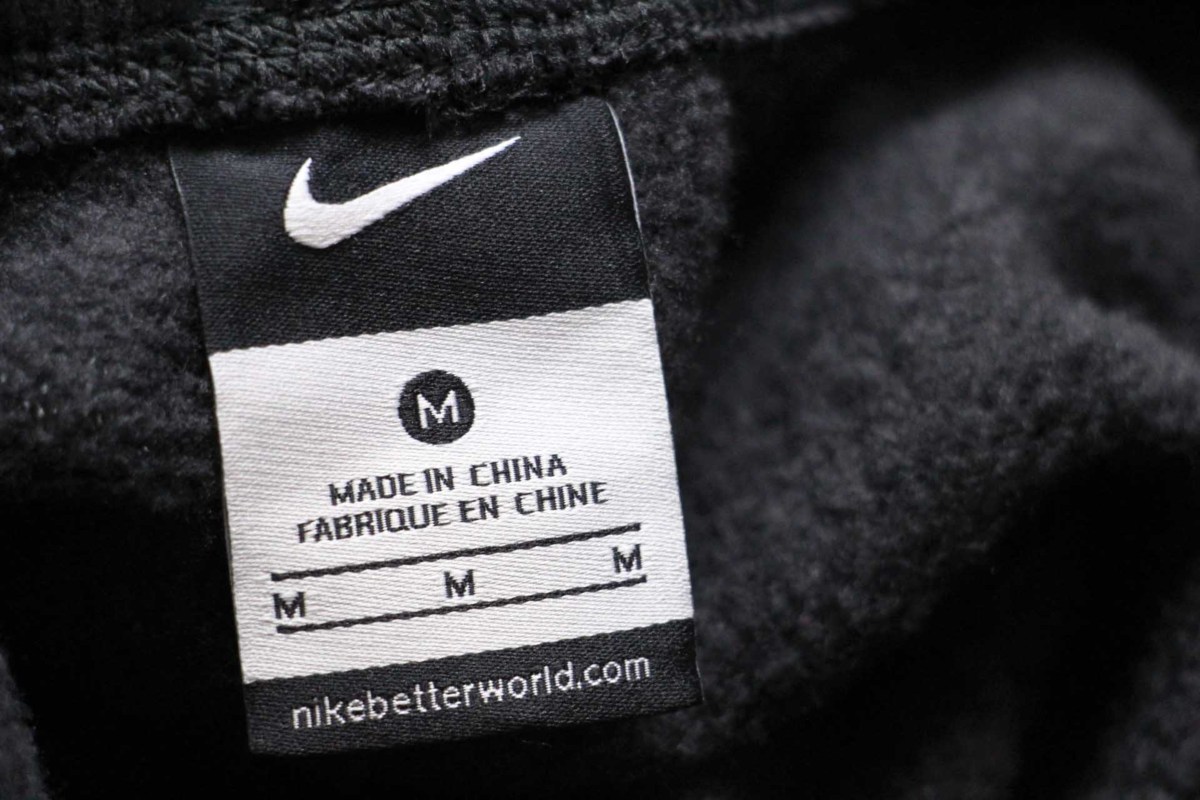 M
MADE IN CHINA
FABRIQUE EN CHINE
M M M
nikebetterworld.com